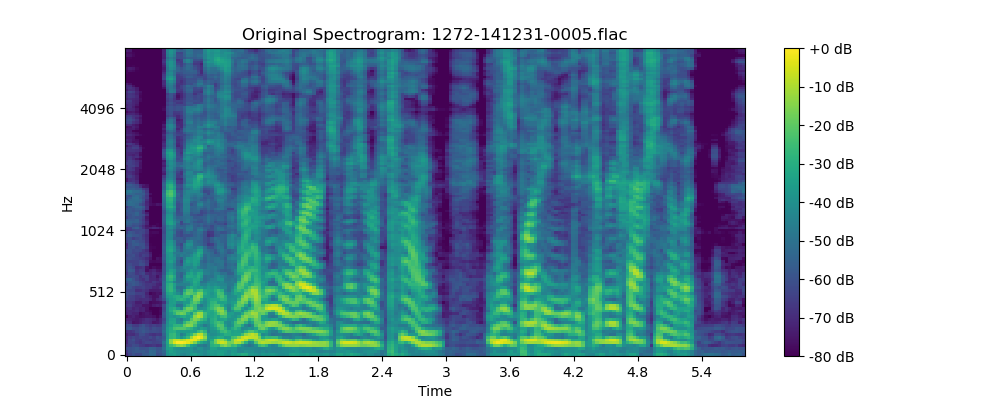 Original Spectrogram: 1272-141231-0005.flac
+0 dB
4096
-10 dB
-20 dB
2048
-30 dB
Hz
-40 dB
1024
-50 dB
512
-60 dB
-70 dB
0
-80 dB
0 0.6 1.2 1.8 2.4 3 3.6 4.2 4.8 5.4
Time